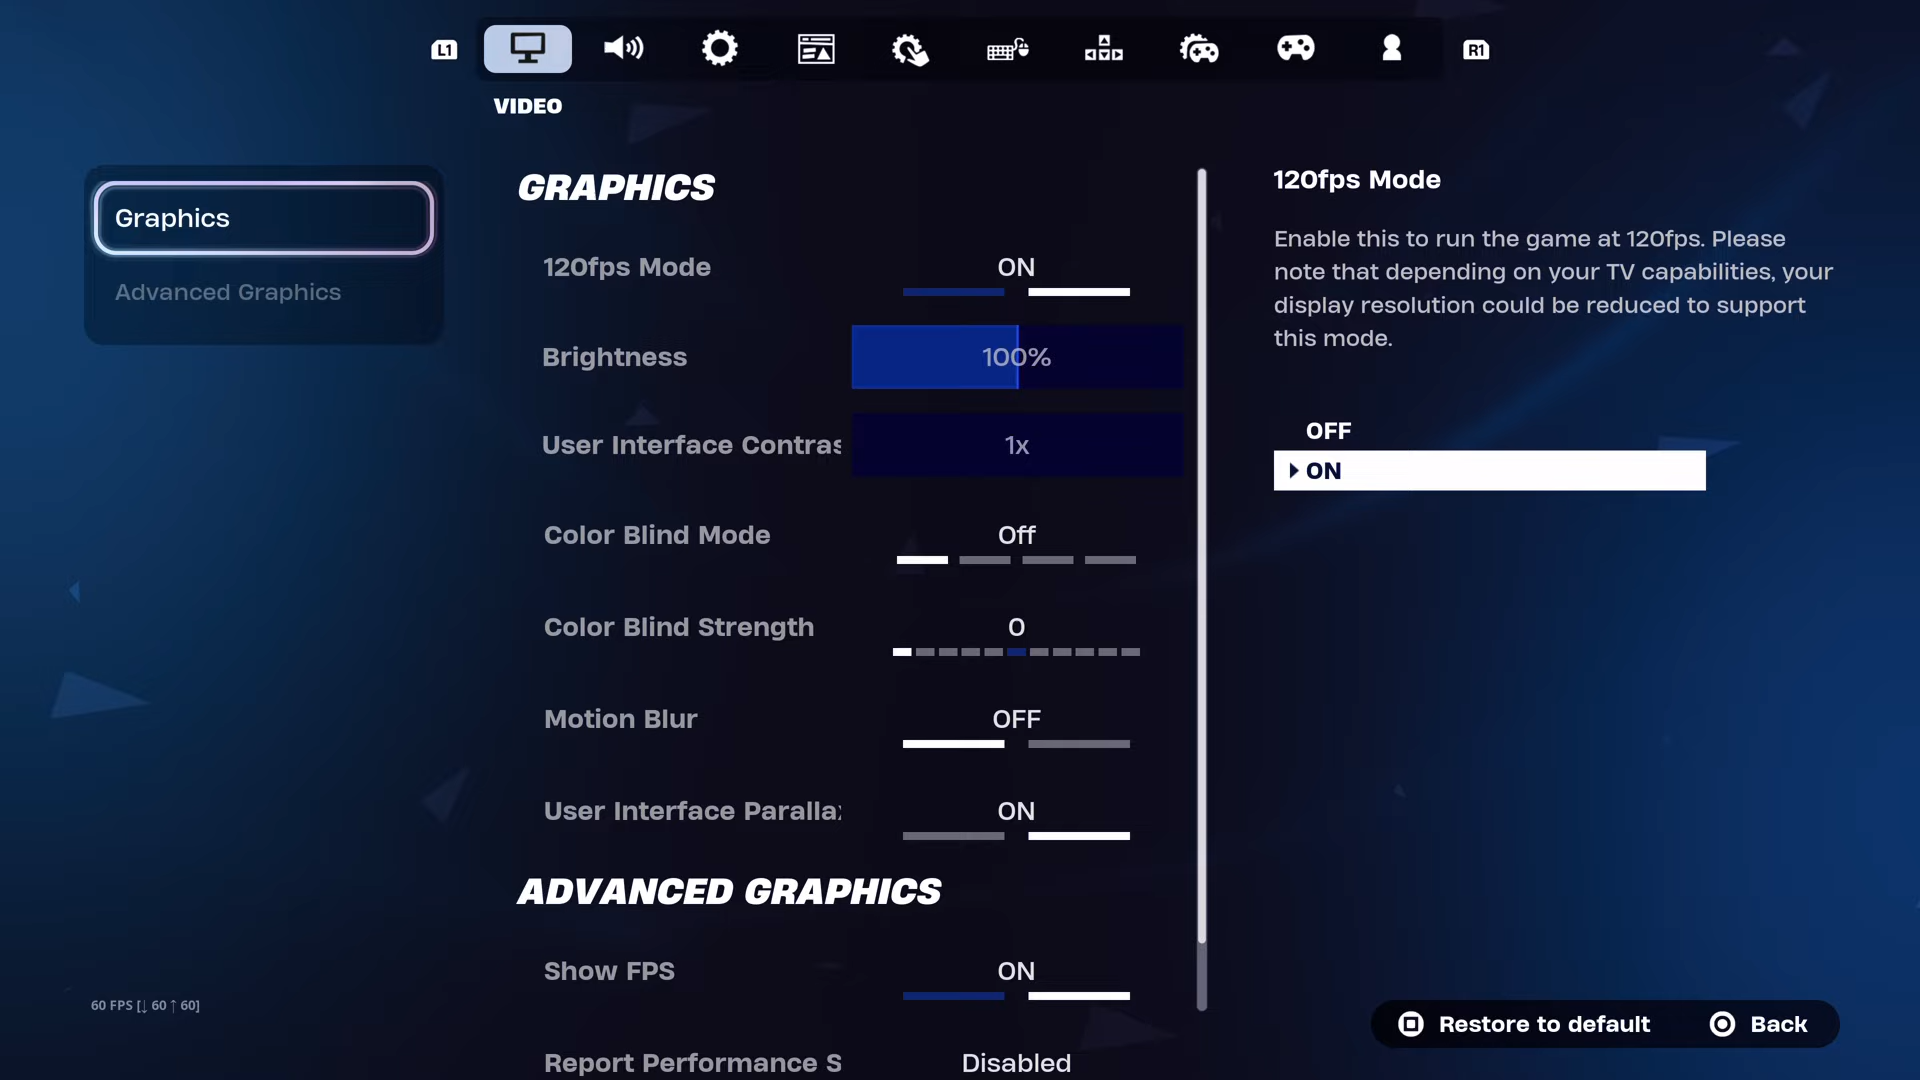 L1
R1
VIDEO
Graphics
Advanced Graphics
GRAPHICS
120fps Mode ON
Brightness 100%
User Interface Contras 1x
Color Blind Mode Off
Color Blind Strength 0
Motion Blur OFF
User Interface Paralla ON
ADVANCED GRAPHICS
Show FPS ON
Report Performance S Disabled
120fps Mode
Enable this to run the game at 120fps. Please
note that depending on your TV capabilities, your
display resolution could be reduced to support
this mode.
OFF
ON
60 FPS [↓ 60 ↑ 60]
Restore to default
Back